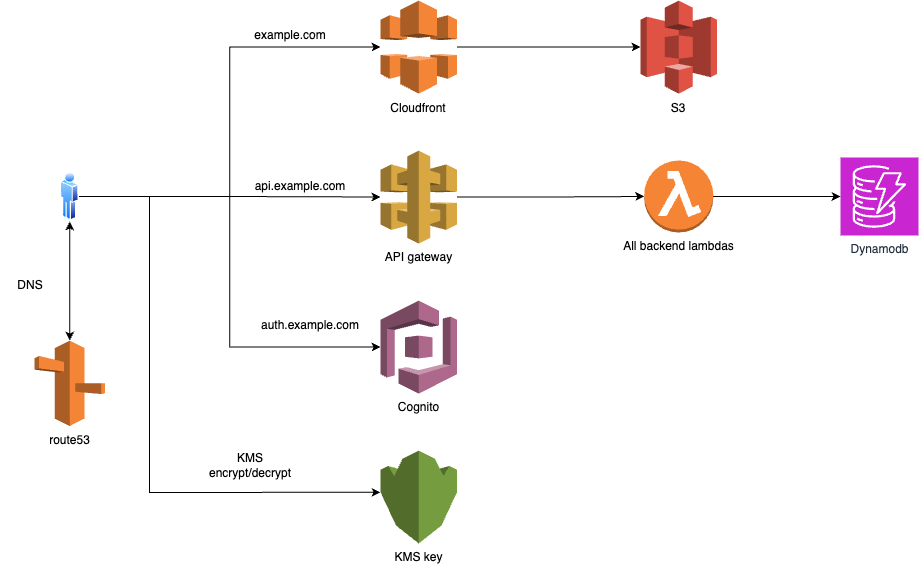 example.com
Cloudfront
S3
api.example.com
API gateway
All backend lambdas
Dynamodb
DNS
auth.example.com
Cognito
route53
KMS
encrypt/decrypt
KMS key